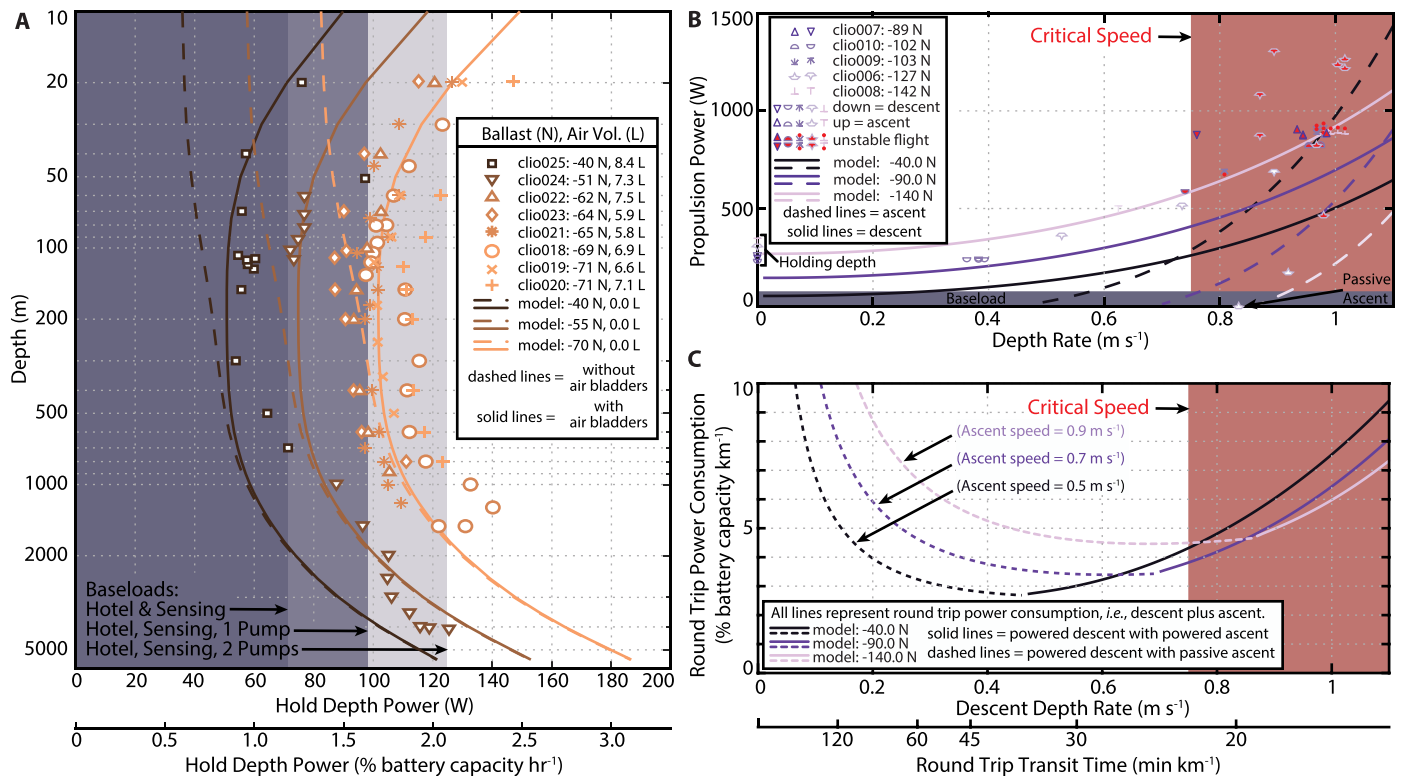 A
10
20
50
100
200
500
1000
2000
5000
Depth (m)
Ballast (N), Air Vol. (L)
clio025: -40 N, 8.4 L
clio024: -51 N, 7.3 L
clio022: -62 N, 7.5 L
clio023: -64 N, 5.9 L
clio021: -65 N, 5.8 L
clio018: -69 N, 6.9 L
clio019: -71 N, 6.6 L
clio020: -71 N, 7.1 L
model: -40 N, 0.0 L
model: -55 N, 0.0 L
model: -70 N, 0.0 L
dashed lines = without air bladders
solid lines = with air bladders
Baseloads:
Hotel & Sensing
Hotel, Sensing, 1 Pump
Hotel, Sensing, 2 Pumps
0 20 40 60 80 100 120 140 160 200
Hold Depth Power (W)
0 0.5 1.0 1.5 2.0 2.5 3.0
Hold Depth Power (% battery capacity hr⁻¹)
B
1500
1000
500
0
Propulsion Power (W)
clio007: -89 N
clio010: -102 N
clio009: -103 N
clio006: -127 N
clio008: -142 N
down = descent
up = ascent
unstable flight
model: -40.0 N
model: -90.0 N
model: -140 N
dashed lines = ascent
solid lines = descent
Critical Speed
Holding depth
Baseload
Passive
Ascent
0 0.2 0.4 0.6 0.8 1
Depth Rate (m s⁻¹)
C
10
5
0
Round Trip Power Consumption
(% battery capacity km⁻¹)
Critical Speed
(Ascent speed = 0.9 m s⁻¹)
(Ascent speed = 0.7 m s⁻¹)
(Ascent speed = 0.5 m s⁻¹)
All lines represent round trip power consumption, i.e., descent plus ascent.
model: -40.0 N
model: -90.0 N
model: -140.0 N
solid lines = powered descent with powered ascent
dashed lines = powered descent with passive ascent
0 0.2 0.4 0.6 0.8 1
Descent Depth Rate (m s⁻¹)
120 60 45 30 20
Round Trip Transit Time (min km⁻¹)